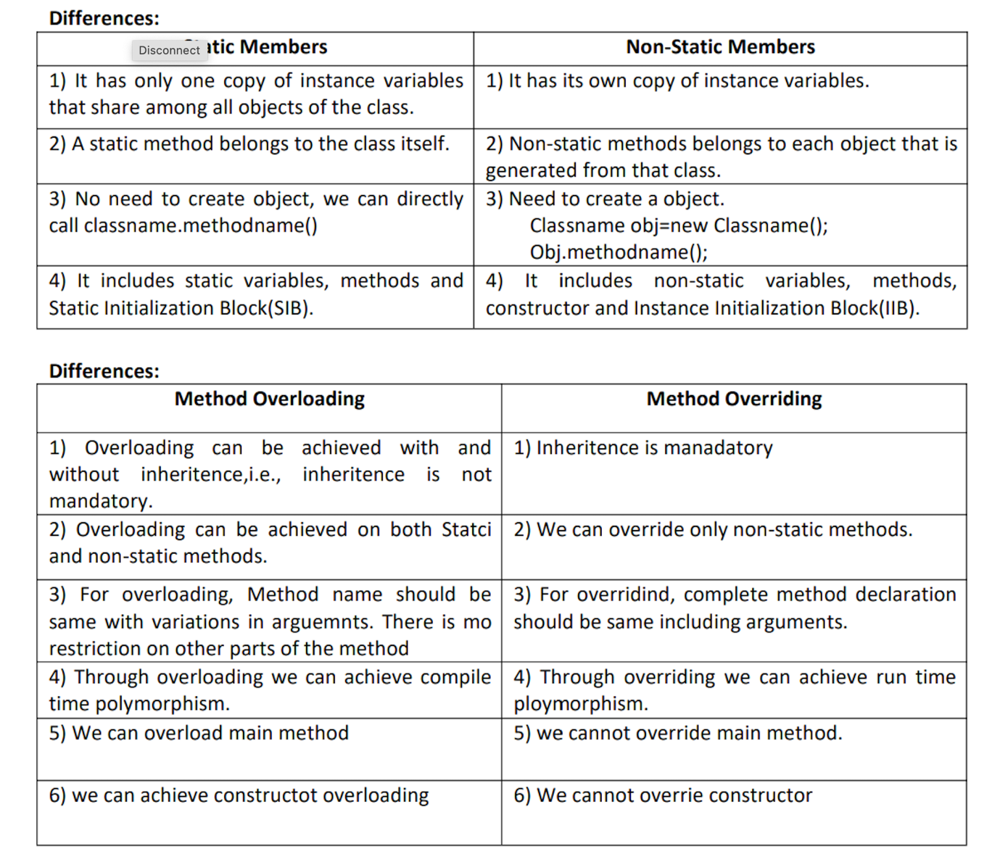 Differences:
Disconnect
atic Members
Non-Static Members
1) It has only one copy of instance variables
that share among all objects of the class.
1) It has its own copy of instance variables.
2) A static method belongs to the class itself.
2) Non-static methods belongs to each object that is
generated from that class.
3) No need to create object, we can directly
call classname.methodname()
3) Need to create a object.
Classname obj=new Classname();
Obj.methodname();
4) It includes static variables, methods and
Static Initialization Block(SIB).
4) It includes non-static variables, methods,
constructor and Instance Initialization Block(IIB).
Differences:
Method Overloading
Method Overriding
1) Overloading can be achieved with and
without inheritence,i.e., inheritence is not
mandatory.
1) Inheritence is manadatory
2) Overloading can be achieved on both Statci
and non-static methods.
2) We can override only non-static methods.
3) For overloading, Method name should be
same with variations in arguemnts. There is mo
restriction on other parts of the method
3) For overridind, complete method declaration
should be same including arguments.
4) Through overloading we can achieve compile
time polymorphism.
4) Through overriding we can achieve run time
ploymorphism.
5) We can overload main method
5) we cannot override main method.
6) we can achieve constructot overloading
6) We cannot overrie constructor